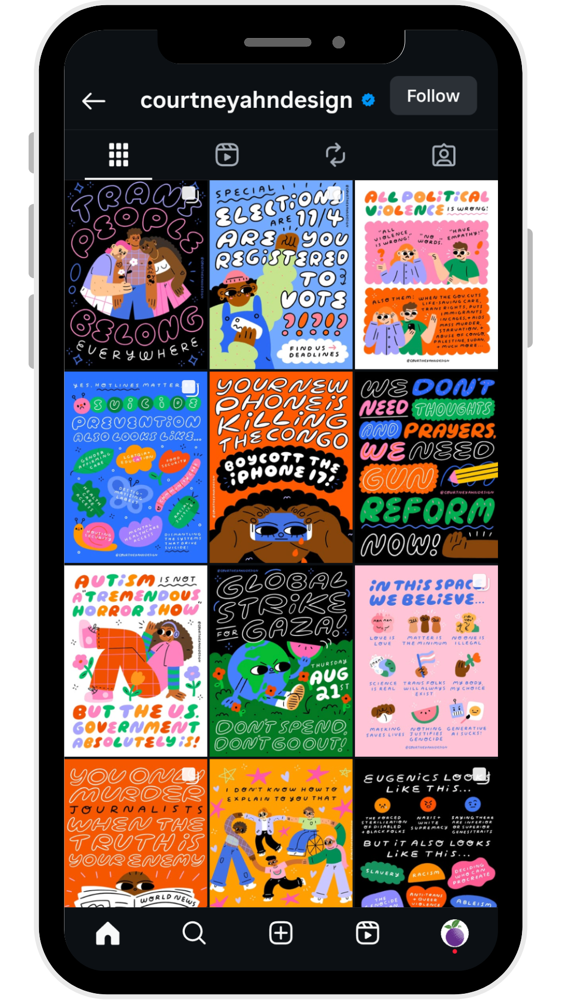 courtneyahndesign
Follow
TRANS
PEOPLE
BELONG
EVERYWHERE
@COURTNEYAHNDESIGN
SPECIAL
ELECTIONS
ARE 11/4
ARE ALL YOU
REGISTERED
TO
VOTE
?!?!?
FIND US →
DEADLINES
@COURTNEYAHNDESIGN
ALL POLITICAL
VIOLENCE IS WRONG!
"ALL
VIOLENCE
IS WRONG!"
"NO
WORDS."
"HAVE
EMPATHY!"
ALSO THEM: WHEN THE GOV CUTS
LIFE-SAVING CARE,
TRANS RIGHTS, PUTS
IMMIGRANTS
IN CAGES, + AIDS
MASS MURDER,
STARVATION, +
ABUSE OF CONGO,
PALESTINE, SUDAN,
+ MUCH MORE...
@COURTNEYAHNDESIGN
YES, HOTLINES MATTER, BUT
SUICIDE
PREVENTION
ALSO LOOKS LIKE...
GENDER
AFFIRMING
CARE
LGBTQIA+
EDUCATION
FOOD
SECURITY
COMMUNITY CARE
HEALTH
CARE
ACCESS
DESTIG-
MATIZING
LABELS
RACIAL
JUSTICE
HOUSING
SECURITY
MENTAL
HEALTHCARE
ACCESS
DISMANTLING
THE SYSTEMS
THAT DRIVE
SUICIDE!
@COURTNEYAHNDESIGN
YOUR NEW
PHONE IS
KILLING
THE CONGO
BOYCOTT THE
iPHONE 17!
@COURTNEYAHNDESIGN
WE DON'T
NEED THOUGHTS
AND PRAYERS,
WE NEED
GUN
@COURTNEYAHNDESIGN
REFORM
NOW!
AUTISM IS NOT
A "TREMENDOUS
HORROR SHOW"
@COURTNEYAHNDESIGN
BUT THE U.S.
GOVERNMENT
ABSOLUTELY IS!
@COURTNEYAHNDESIGN
GLOBAL
STRIKE
FOR GAZA!
THURSDAY
AUG
21ST
DON'T SPEND,
DON'T GO OUT!
IN THIS SPACE
WE BELIEVE...
LOVE IS
LOVE
MATTER IS
THE MINIMUM
NO ONE IS
ILLEGAL
SCIENCE
IS REAL
TRANS FOLKS
WILL ALWAYS
EXIST
MY BODY,
MY CHOICE
MASKING
SAVES LIVES
NOTHING
JUSTIFIES
GENOCIDE
GENERATIVE
AI SUCKS!
@COURTNEYAHNDESIGN
YOU ONLY
MURDER
JOURNALISTS
WHEN THE
TRUTH IS
YOUR ENEMY
WORLD NEWS
I DON'T KNOW HOW TO
EXPLAIN TO YOU THAT
EUGENICS LOOKS
LIKE THIS...
THE FORCED
STERILIZATION
OF DISABLED
+ BLACK FOLKS
NAZIS +
WHITE
SUPREMACY
SAYING THERE
ARE INFERIOR
OR SUPERIOR
GENES/TRAITS
BUT IT ALSO LOOKS
LIKE THIS...
SLAVERY
RACISM
DECIDING
WHO CAN
PROCREATE
THE
GENOCIDE
ANTI-TRANS
+ QUEER
VIOLENCE
ABLEISM